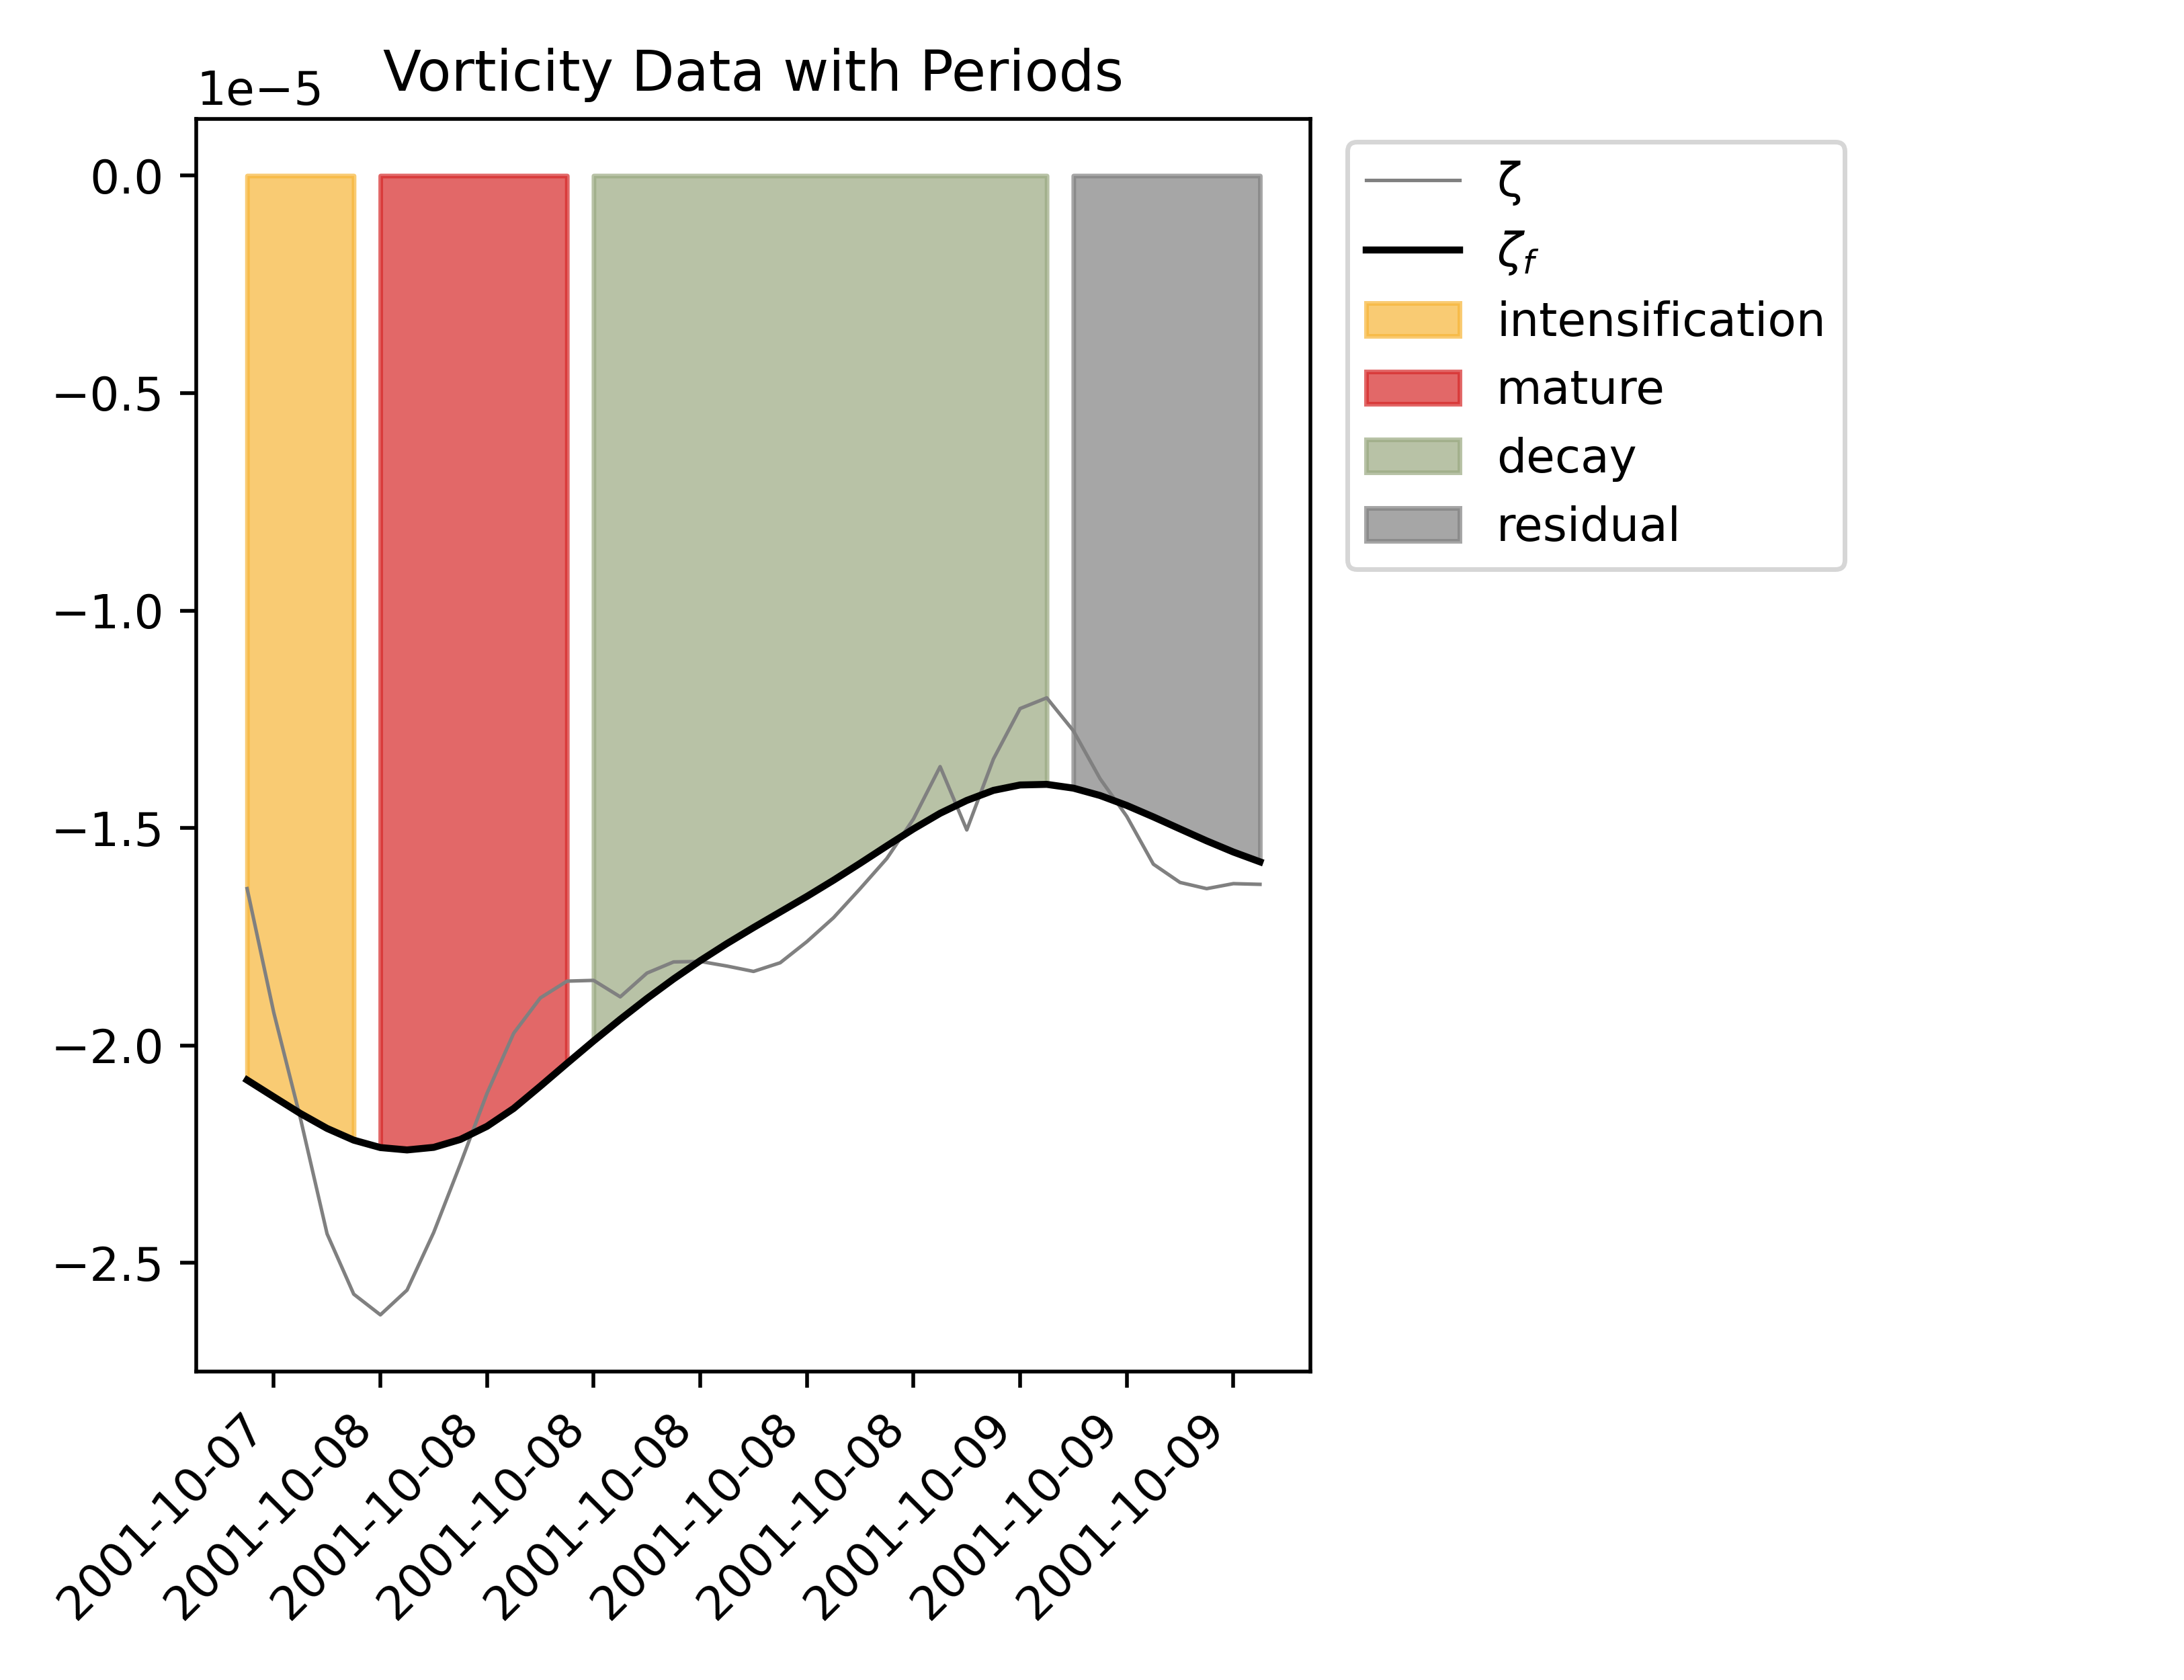 Vorticity Data with Periods
1e−5
0.0
−0.5
−1.0
−1.5
−2.0
−2.5
2001-10-07
2001-10-08
2001-10-08
2001-10-08
2001-10-08
2001-10-08
2001-10-08
2001-10-09
2001-10-09
2001-10-09
ζ
ζf
intensification
mature
decay
residual